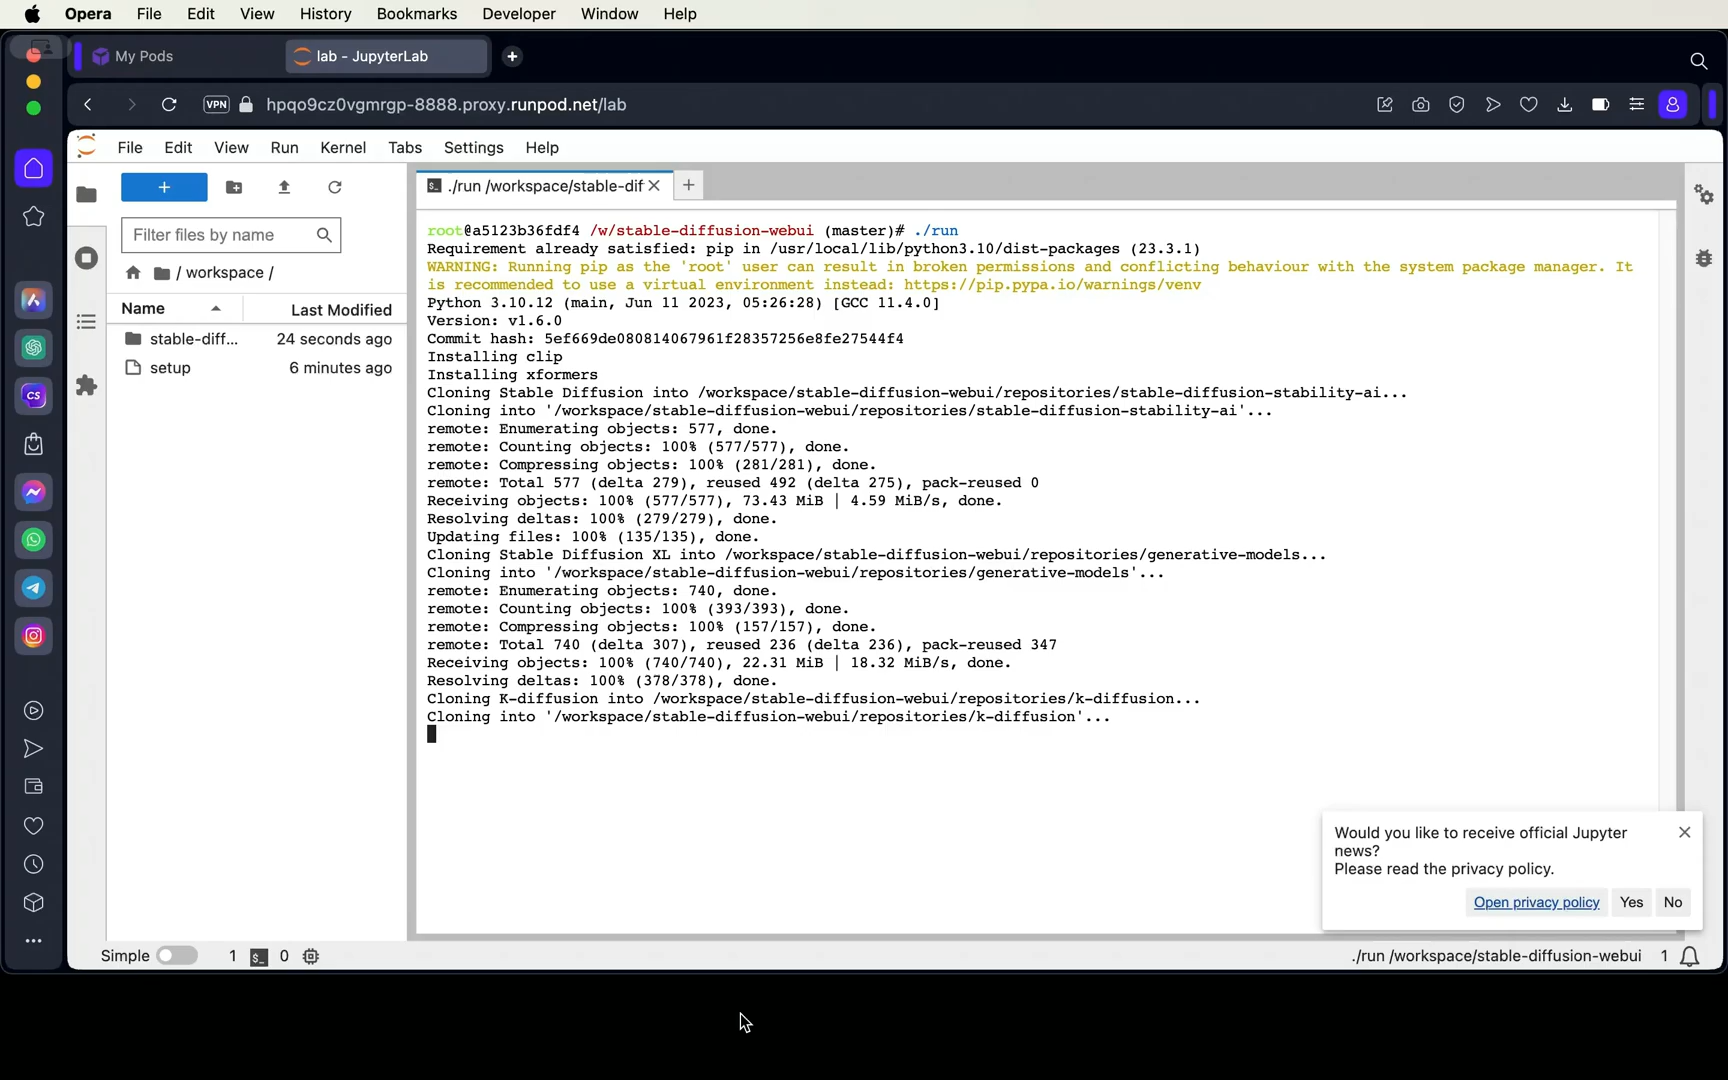 Opera File Edit View History Bookmarks Developer Window Help
My Pods
lab - JupyterLab
VPN hpqo9cz0vgmrgp-8888.proxy.runpod.net/lab
File Edit View Run Kernel Tabs Settings Help
./run /workspace/stable-dif
Filter files by name
/ workspace /
Name Last Modified
stable-diff... 24 seconds ago
setup 6 minutes ago
CS
root@a5123b36fdf4 /w/stable-diffusion-webui (master)# ./run
Requirement already satisfied: pip in /usr/local/lib/python3.10/dist-packages (23.3.1)
WARNING: Running pip as the 'root' user can result in broken permissions and conflicting behaviour with the system package manager. It
is recommended to use a virtual environment instead: https://pip.pypa.io/warnings/venv
Python 3.10.12 (main, Jun 11 2023, 05:26:28) [GCC 11.4.0]
Version: v1.6.0
Commit hash: 5ef669de080814067961f28357256e8fe27544f4
Installing clip
Installing xformers
Cloning Stable Diffusion into /workspace/stable-diffusion-webui/repositories/stable-diffusion-stability-ai...
Cloning into '/workspace/stable-diffusion-webui/repositories/stable-diffusion-stability-ai'...
remote: Enumerating objects: 577, done.
remote: Counting objects: 100% (577/577), done.
remote: Compressing objects: 100% (281/281), done.
remote: Total 577 (delta 279), reused 492 (delta 275), pack-reused 0
Receiving objects: 100% (577/577), 73.43 MiB | 4.59 MiB/s, done.
Resolving deltas: 100% (279/279), done.
Updating files: 100% (135/135), done.
Cloning Stable Diffusion XL into /workspace/stable-diffusion-webui/repositories/generative-models...
Cloning into '/workspace/stable-diffusion-webui/repositories/generative-models'...
remote: Enumerating objects: 740, done.
remote: Counting objects: 100% (393/393), done.
remote: Compressing objects: 100% (157/157), done.
remote: Total 740 (delta 307), reused 236 (delta 236), pack-reused 347
Receiving objects: 100% (740/740), 22.31 MiB | 18.32 MiB/s, done.
Resolving deltas: 100% (378/378), done.
Cloning K-diffusion into /workspace/stable-diffusion-webui/repositories/k-diffusion...
Cloning into '/workspace/stable-diffusion-webui/repositories/k-diffusion'...
Would you like to receive official Jupyter
news?
Please read the privacy policy.
Open privacy policy Yes No
Simple 1 0
./run /workspace/stable-diffusion-webui 1